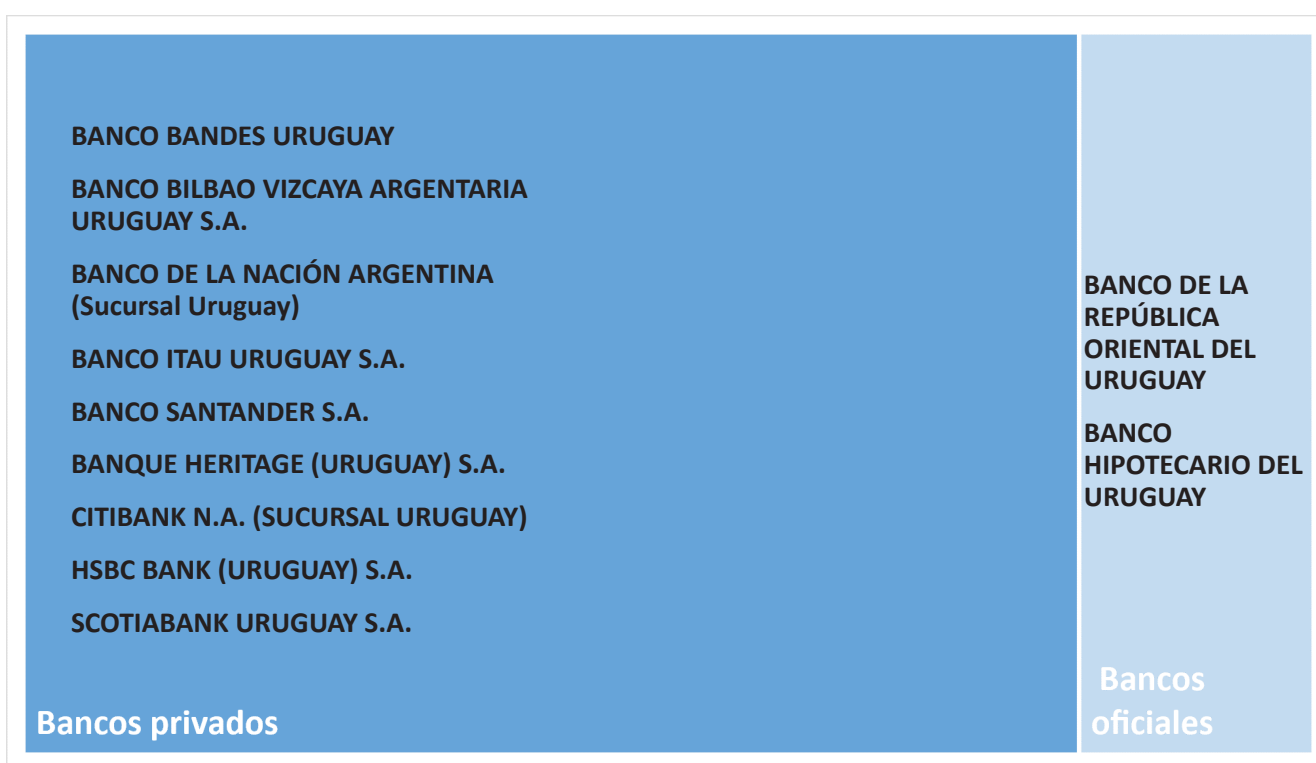 BANCO BANDES URUGUAY
BANCO BILBAO VIZCAYA ARGENTARIA
URUGUAY S.A.
BANCO DE LA NACIÓN ARGENTINA
(Sucursal Uruguay)
BANCO ITAU URUGUAY S.A.
BANCO SANTANDER S.A.
BANQUE HERITAGE (URUGUAY) S.A.
CITIBANK N.A. (SUCURSAL URUGUAY)
HSBC BANK (URUGUAY) S.A.
SCOTIABANK URUGUAY S.A.
Bancos privados
BANCO DE LA
REPÚBLICA
ORIENTAL DEL
URUGUAY
BANCO
HIPOTECARIO DEL
URUGUAY
Bancos
oficiales